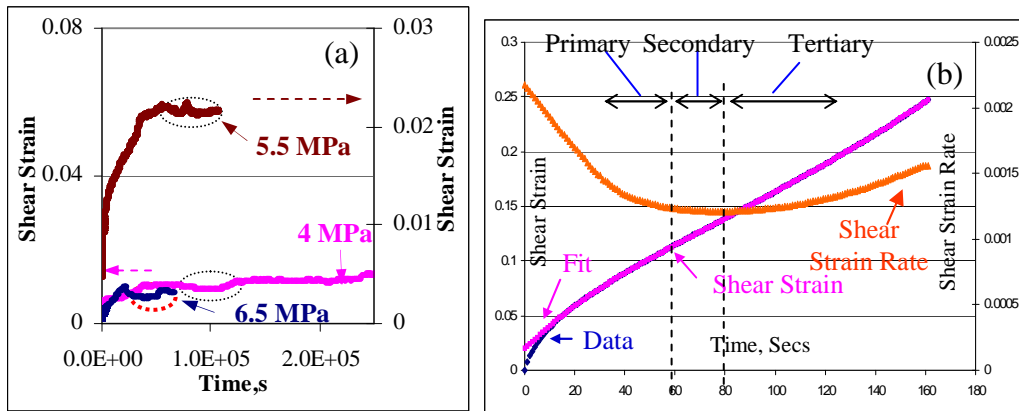 (a)
0.08
0.04
0
0.03
0.02
0.01
0
Shear Strain
Shear Strain
5.5 MPa
4 MPa
6.5 MPa
0.0E+00 1.0E+05 2.0E+05
Time,s
(b)
Primary Secondary Tertiary
0.3
0.25
0.2
0.15
0.1
0.05
0
0.0025
0.002
0.0015
0.001
0.0005
0
Shear Strain
Shear Strain Rate
Fit
Data
Shear Strain
Shear
Strain Rate
Time, Secs
0 20 40 60 80 100 120 140 160 180